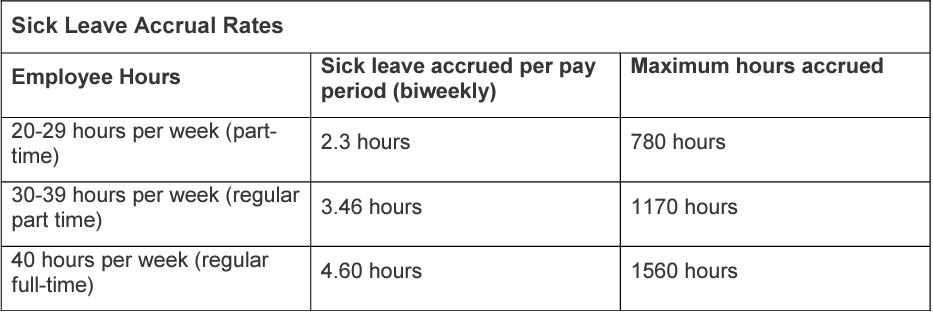 Sick Leave Accrual Rates
Employee Hours
Sick leave accrued per pay
period (biweekly)
Maximum hours accrued
20-29 hours per week (part-
time)
2.3 hours
780 hours
30-39 hours per week (regular
part time)
3.46 hours
1170 hours
40 hours per week (regular
full-time)
4.60 hours
1560 hours